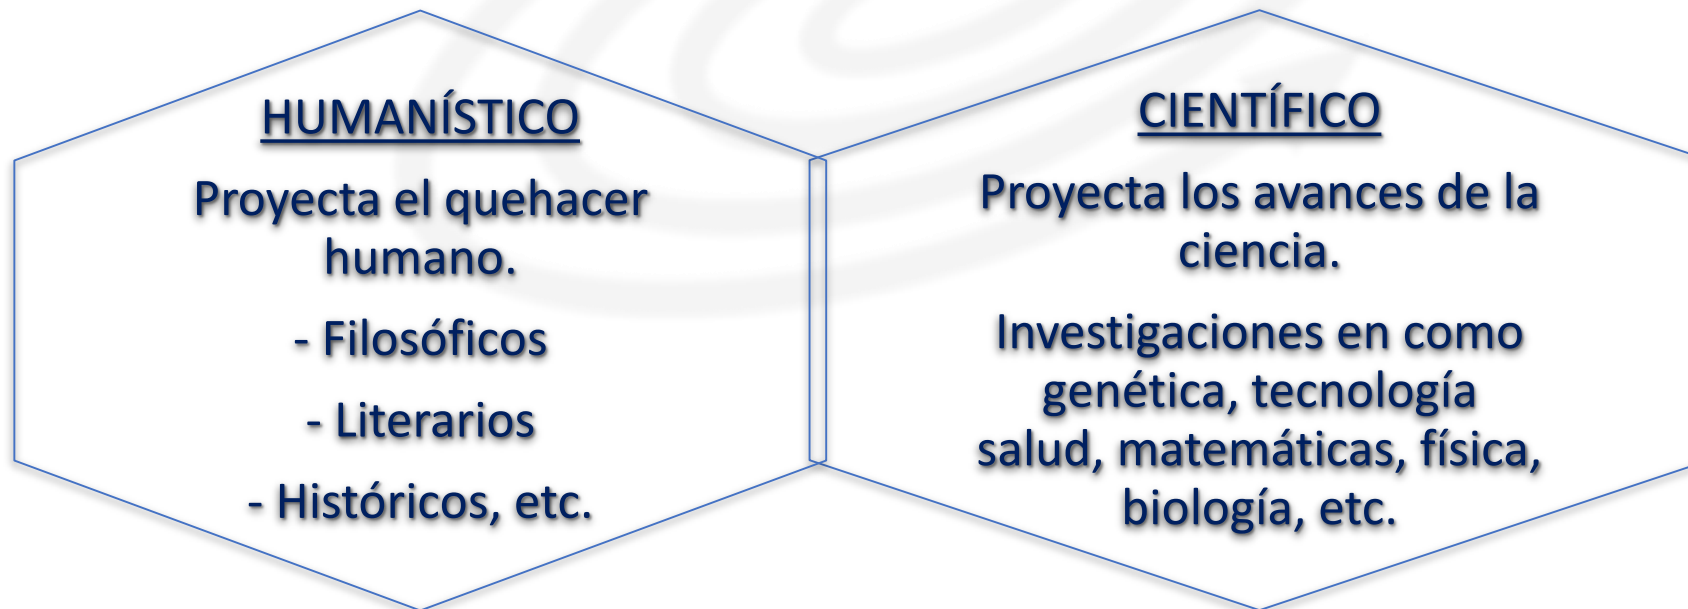 HUMANÍSTICO
Proyecta el quehacer
humano.
- Filosóficos
- Literarios
- Históricos, etc.
CIENTÍFICO
Proyecta los avances de la
ciencia.
Investigaciones en como
genética, tecnología
salud, matemáticas, física,
biología, etc.